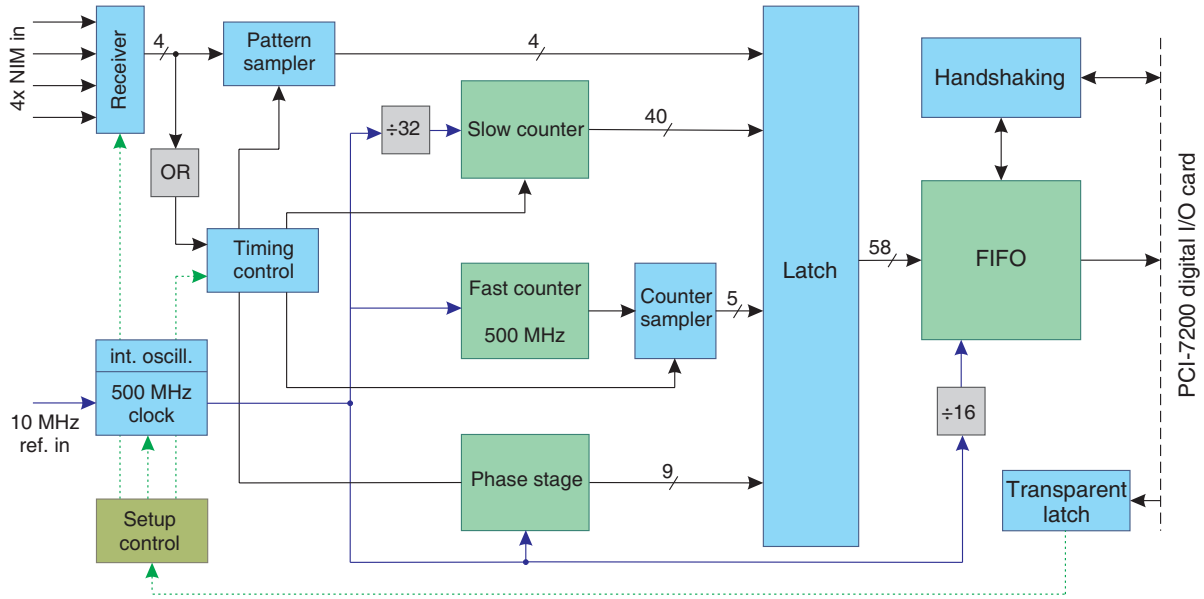 4x NIM in
Receiver
4
Pattern
sampler
4
OR
÷32
Slow counter
40
Timing
control
Fast counter
500 MHz
Counter
sampler
5
Latch
58
Handshaking
FIFO
PCI-7200 digital I/O card
int. oscill.
500 MHz
clock
10 MHz
ref. in
÷16
Phase stage
9
Transparent
latch
Setup
control